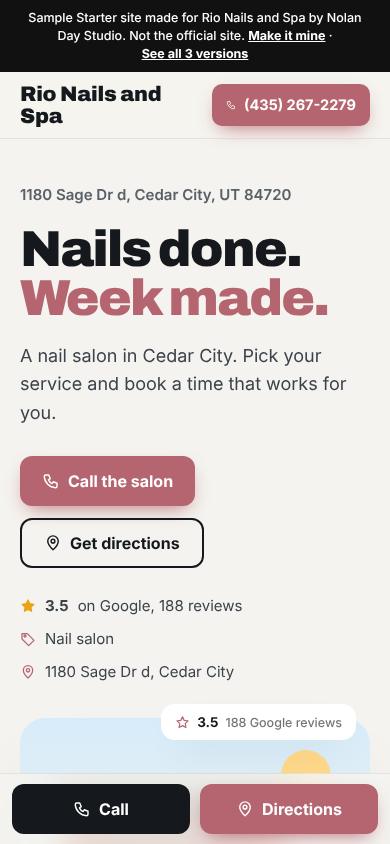 Sample Starter site made for Rio Nails and Spa by Nolan
Day Studio. Not the official site. Make it mine ·
See all 3 versions
Rio Nails and
Spa
(435) 267-2279
1180 Sage Dr d, Cedar City, UT 84720
Nails done.
Week made.
A nail salon in Cedar City. Pick your
service and book a time that works for
you.
Call the salon
Get directions
3.5 on Google, 188 reviews
Nail salon
1180 Sage Dr d, Cedar City
3.5 188 Google reviews
Call
Directions